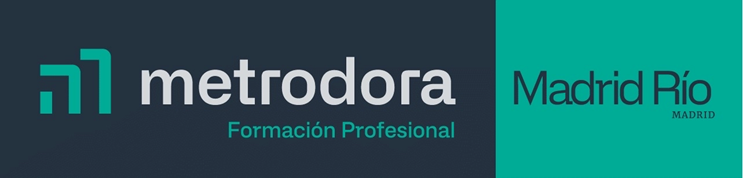 metrodora
Formación Profesional
Madrid Río
MADRID